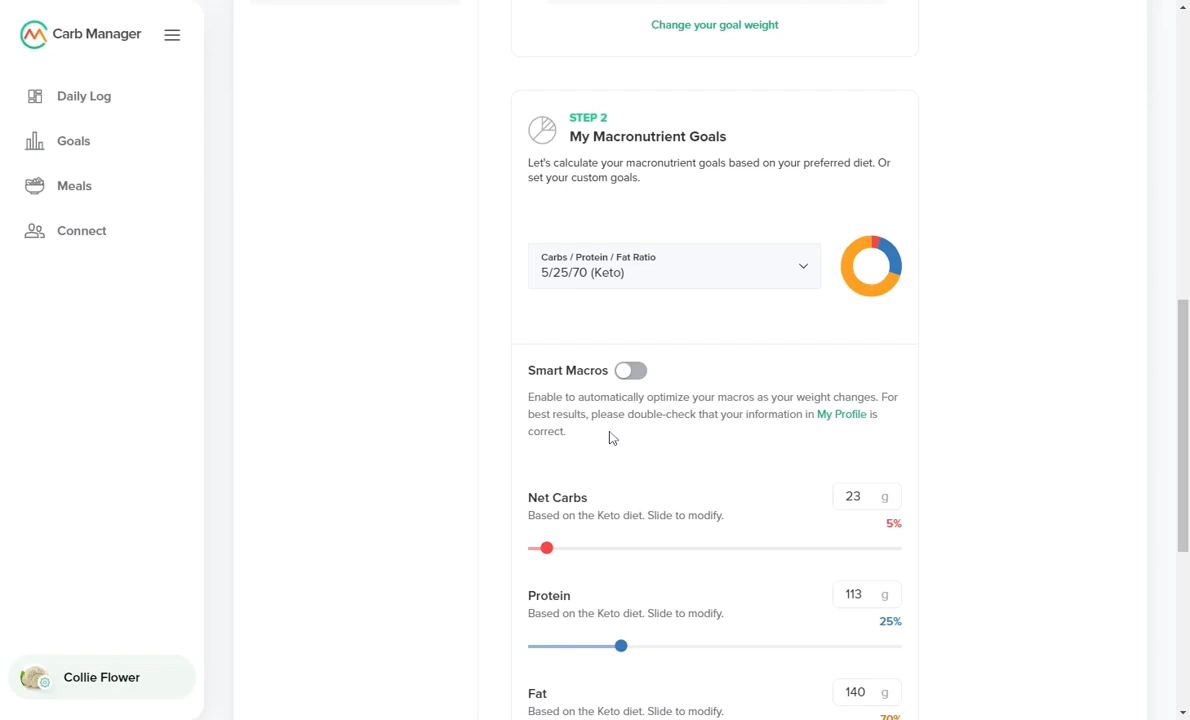 Carb Manager
Daily Log
Goals
Meals
Connect
Collie Flower
Change your goal weight
STEP 2
My Macronutrient Goals
Let's calculate your macronutrient goals based on your preferred diet. Or
set your custom goals.
Carbs / Protein / Fat Ratio
5/25/70 (Keto)
Smart Macros
Enable to automatically optimize your macros as your weight changes. For
best results, please double-check that your information in My Profile is
correct.
Net Carbs
23 g
Based on the Keto diet. Slide to modify.
5%
Protein
113 g
Based on the Keto diet. Slide to modify.
25%
Fat
140 g
Based on the Keto diet. Slide to modify.
70%